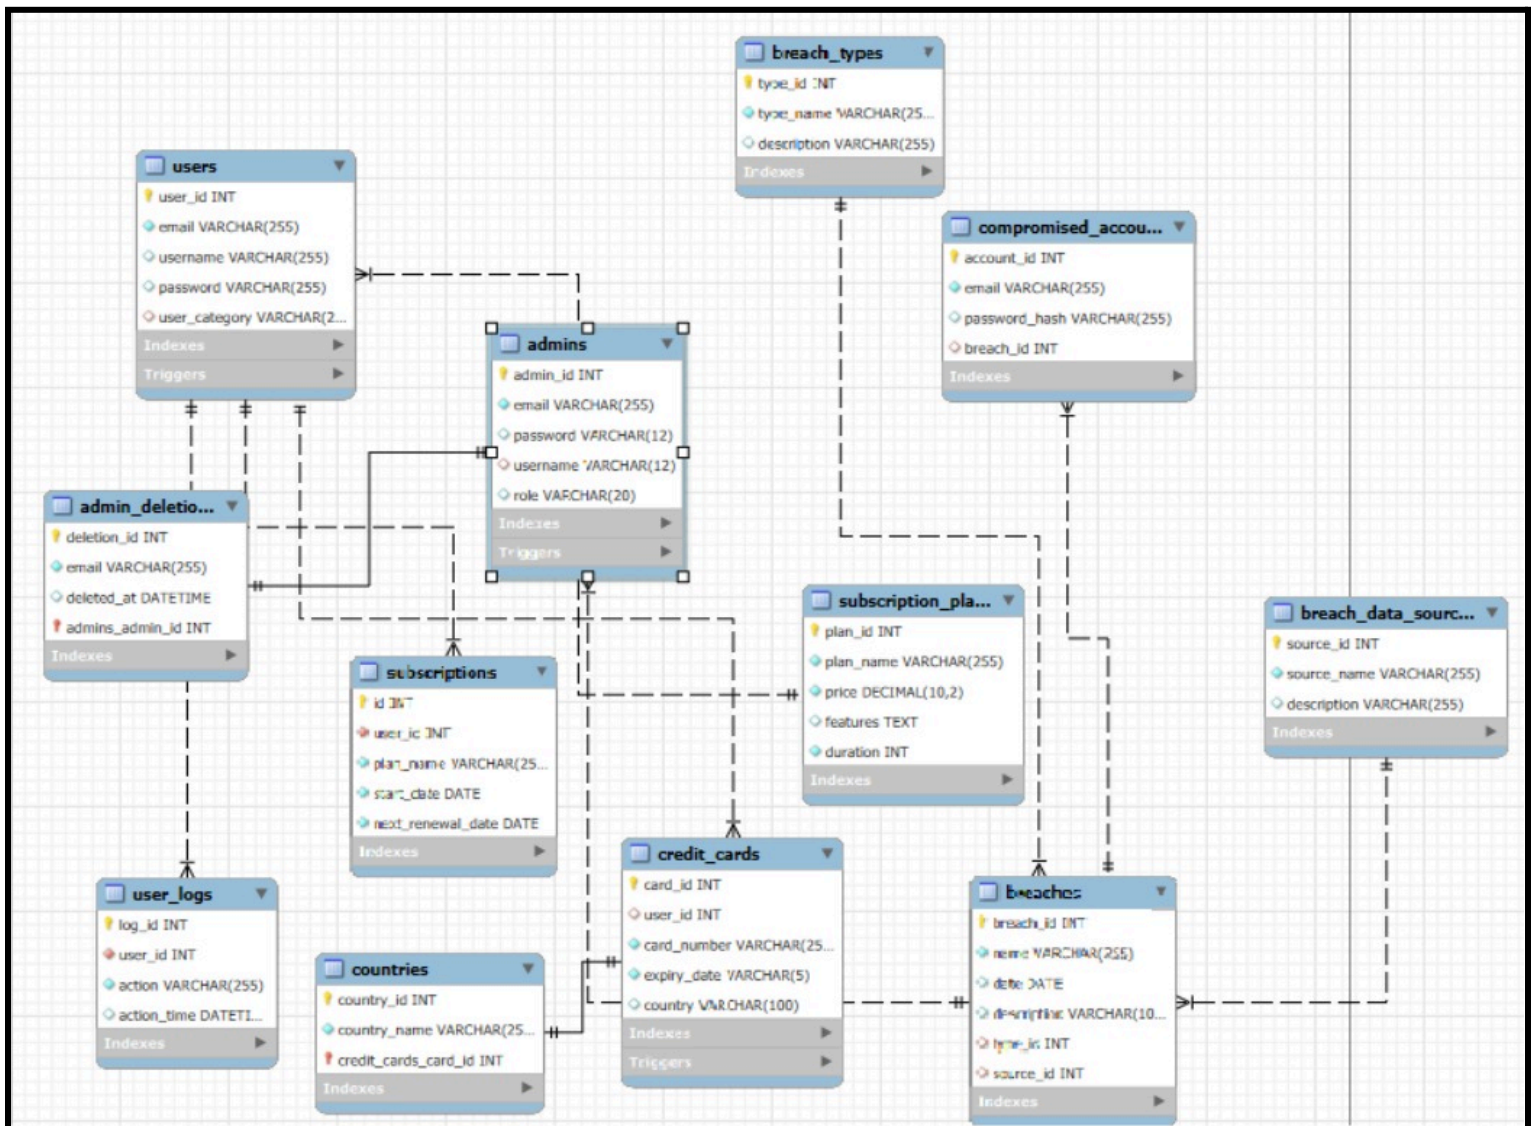 breach_types
type_id INT
type_name VARCHAR(25...
description VARCHAR(255)
Indexes
users
user_id INT
email VARCHAR(255)
username VARCHAR(255)
password VARCHAR(255)
user_category VARCHAR(2...
Indexes
Triggers
compromised_accou...
account_id INT
email VARCHAR(255)
password_hash VARCHAR(255)
breach_id INT
Indexes
admins
admin_id INT
email VARCHAR(255)
password VARCHAR(12)
username VARCHAR(12)
role VARCHAR(20)
Indexes
Triggers
admin_deletio...
deletion_id INT
email VARCHAR(255)
deleted_at DATETIME
admins_admin_id INT
Indexes
subscription_pla...
plan_id INT
plan_name VARCHAR(255)
price DECIMAL(10,2)
features TEXT
duration INT
Indexes
breach_data_sourc...
source_id INT
source_name VARCHAR(255)
description VARCHAR(255)
Indexes
subscriptions
id INT
user_id INT
plan_name VARCHAR(25...
start_date DATE
next_renewal_date DATE
Indexes
credit_cards
card_id INT
user_id INT
card_number VARCHAR(25...
expiry_date VARCHAR(5)
country VARCHAR(100)
Indexes
Triggers
user_logs
log_id INT
user_id INT
action VARCHAR(255)
action_time DATETI...
Indexes
countries
country_id INT
country_name VARCHAR(25...
credit_cards_card_id INT
Indexes
breaches
breach_id INT
name VARCHAR(255)
date DATE
description VARCHAR(10...
type_id INT
source_id INT
Indexes